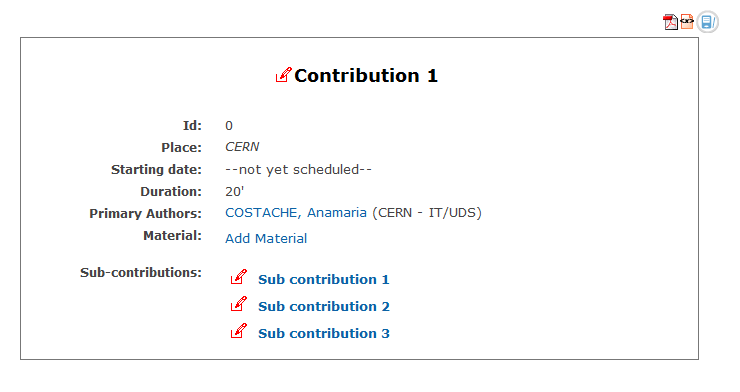 Contribution 1
Id: 0
Place: CERN
Starting date: --not yet scheduled--
Duration: 20'
Primary Authors: COSTACHE, Anamaria (CERN - IT/UDS)
Material: Add Material
Sub-contributions: Sub contribution 1
Sub contribution 2
Sub contribution 3